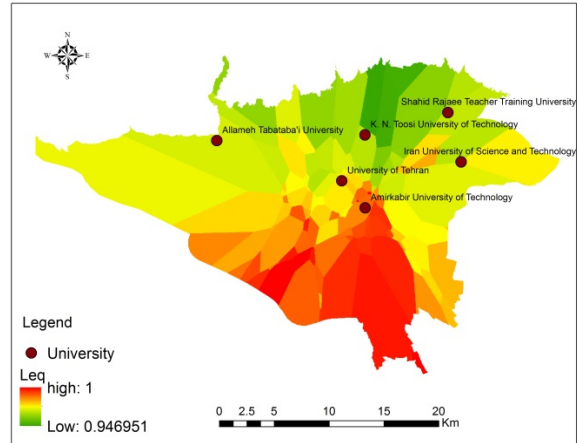 N
W E
S
Shahid Rajaee Teacher Training University
Allameh Tabataba'i University
K. N. Toosi University of Technology
Iran University of Science and Technology
University of Tehran
Amirkabir University of Technology
Legend
University
Leq
high: 1
Low: 0.946951
0 2.5 5 10 15 20
Km